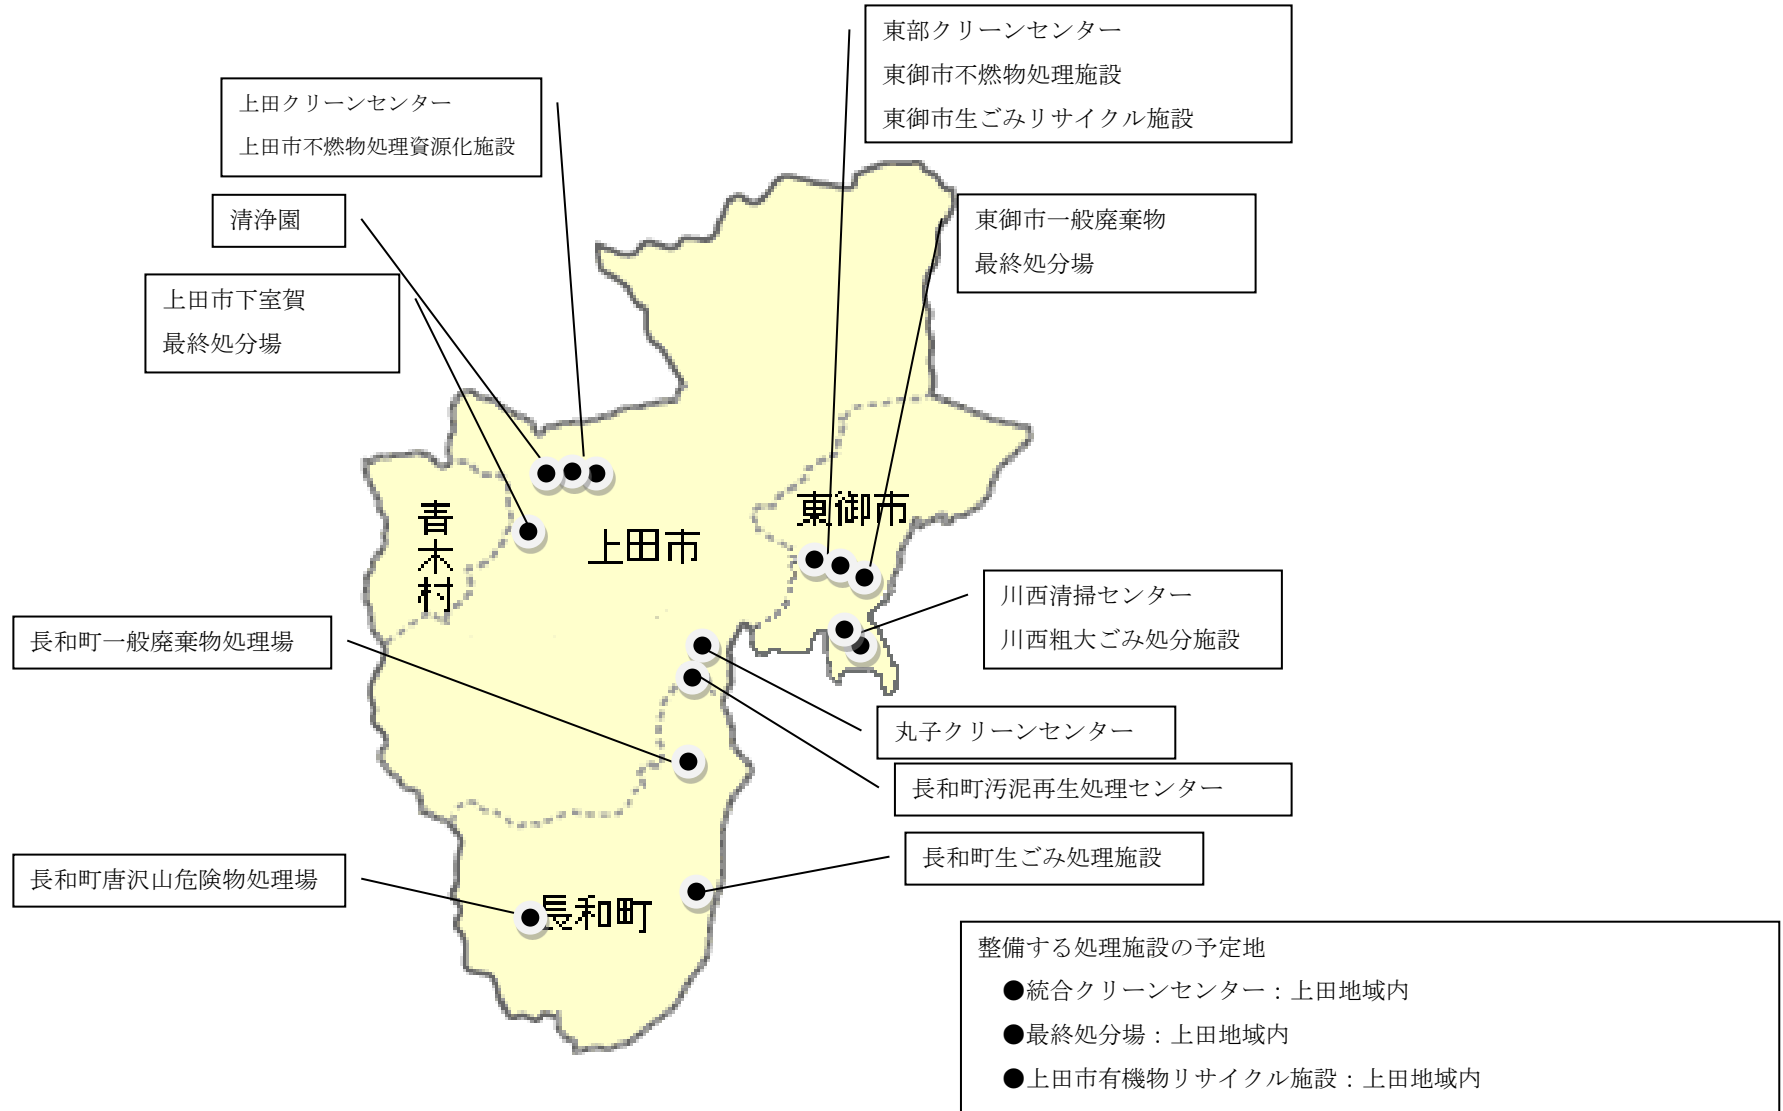 東部クリーンセンター
東御市不燃物処理施設
東御市生ごみリサイクル施設
上田クリーンセンター
上田市不燃物処理資源化施設
清浄園
東御市一般廃棄物
最終処分場
上田市下室賀
最終処分場
東御市
青木村
上田市
川西清掃センター
川西粗大ごみ処分施設
長和町一般廃棄物処理場
丸子クリーンセンター
長和町汚泥再生処理センター
長和町生ごみ処理施設
長和町唐沢山危険物処理場
長和町
整備する処理施設の予定地
●統合クリーンセンター：上田地域内
●最終処分場：上田地域内
●上田市有機物リサイクル施設：上田地域内